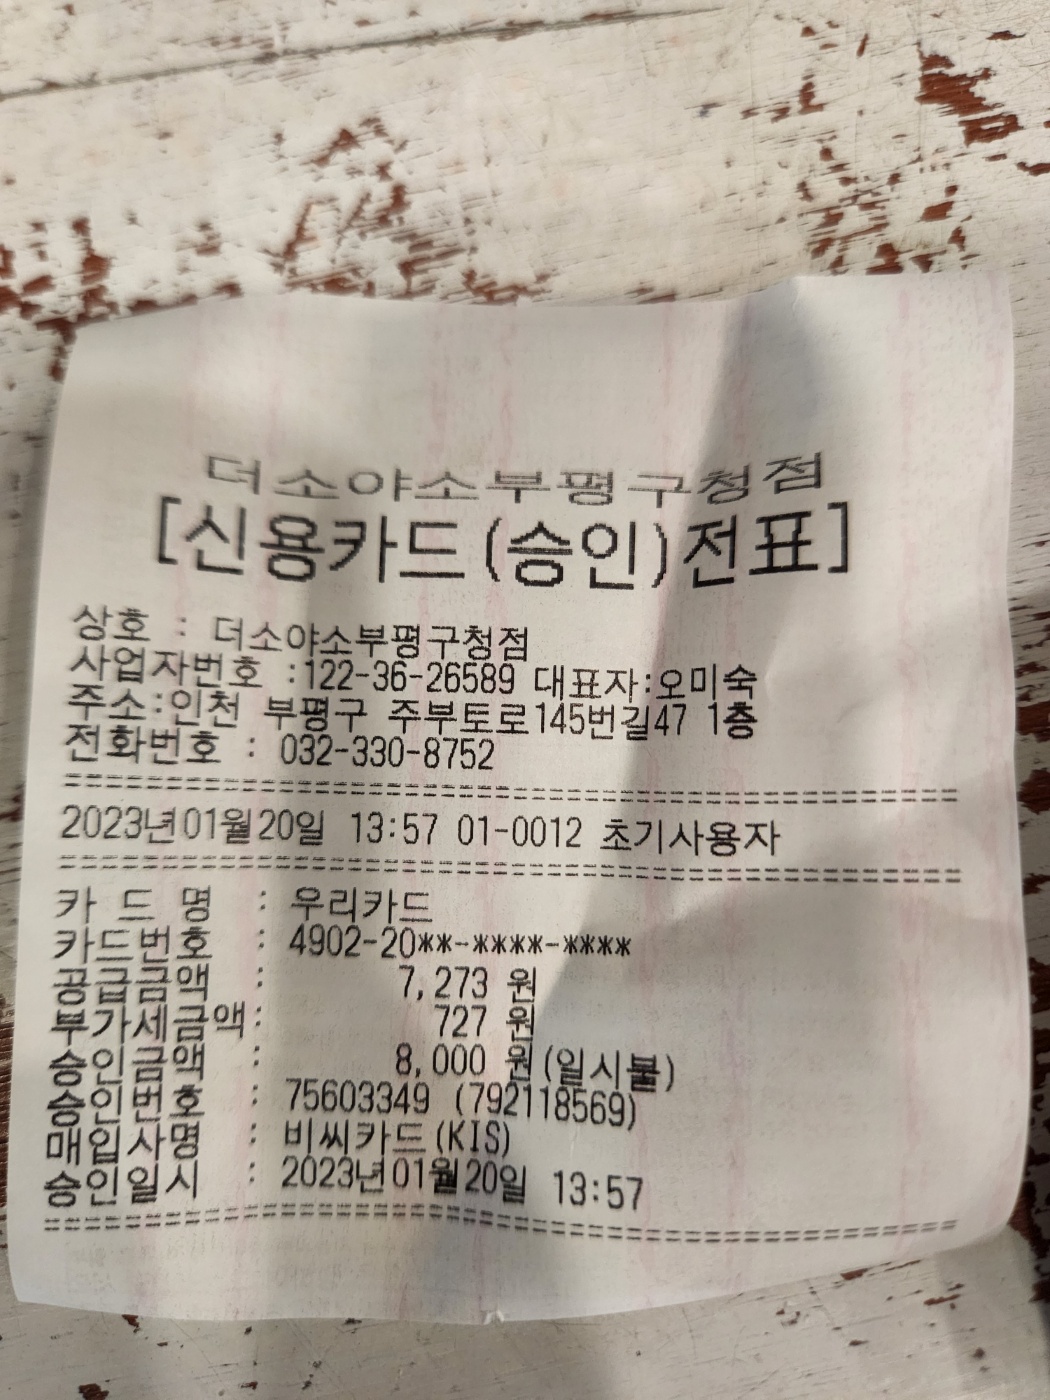 더소야소부평구청점
[신용카드(승인)전표]
상호 : 더소야소부평구청점
사업자번호 :122-36-26589 대표자:오미숙
주소:인천 부평구 주부토로145번길47 1층
전화번호 : 032-330-8752
================================================
2023년01월20일 13:57 01-0012 초기사용자
================================================
카 드 명 : 우리카드
카드번호 : 4902-20**-****-****
공급금액 : 7,273 원
부가세금액: 727 원
승인금액 : 8,000 원(일시불)
승인번호 : 75603349 (792118569)
매입사명 : 비씨카드(KIS)
승인일시 : 2023년01월20일 13:57
================================================